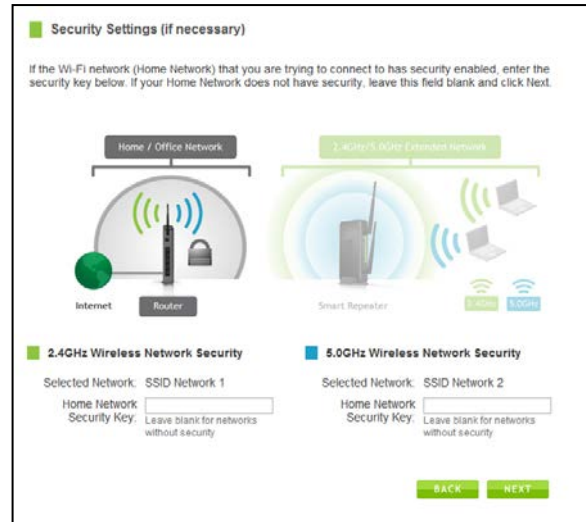 Security Settings (if necessary)
If the Wi-Fi network (Home Network) that you are trying to connect to has security enabled, enter the
security key below. If your Home Network does not have security, leave this field blank and click Next.
Home / Office Network
2.4GHz/5.0GHz Extended Network
Internet
Router
Smart Repeater
2.4GHz
5.0GHz
2.4GHz Wireless Network Security
Selected Network: SSID Network 1
Home Network
Security Key:
Leave blank for networks
without security
5.0GHz Wireless Network Security
Selected Network: SSID Network 2
Home Network
Security Key:
Leave blank for networks
without security
BACK
NEXT